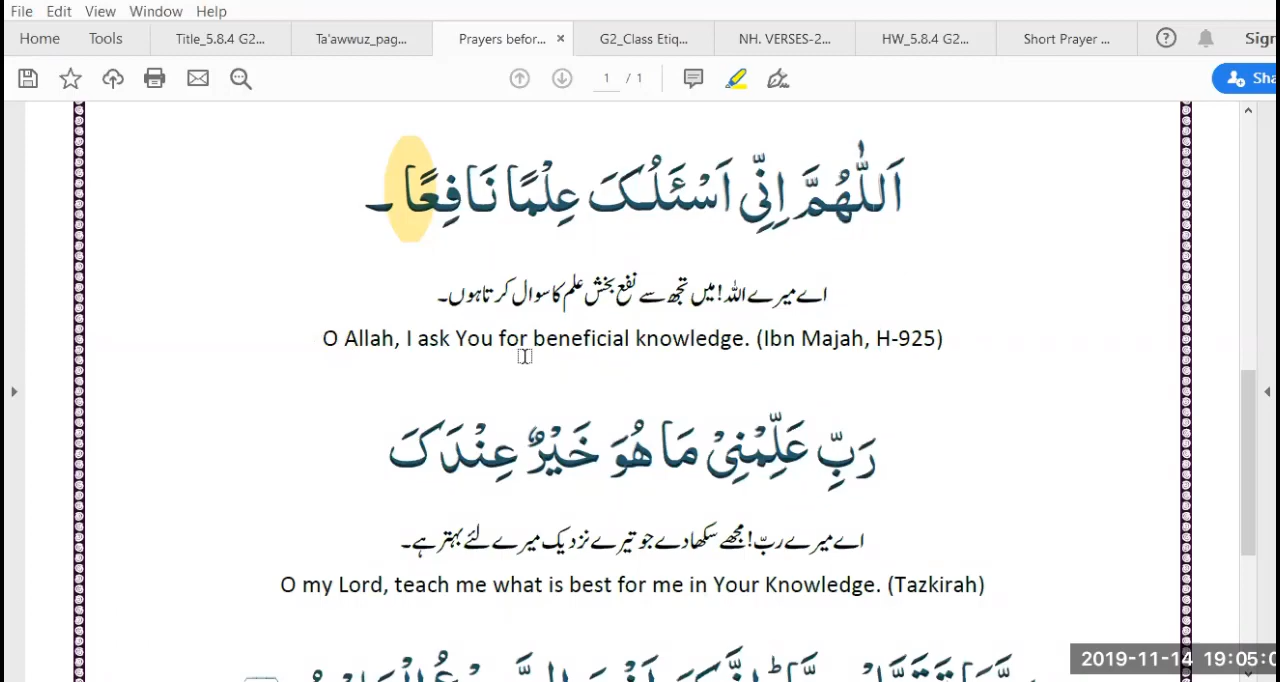 File Edit View Window Help
Home Tools Title_5.8.4 G2... Ta'awwuz_pag... Prayers befor... × G2_Class Etiq... NH. VERSES-2... HW_5.8.4 G2... Short Prayer ... Sign
1 / 1 Sha
اَللّٰھُمَّ اِنِّی اَسْئَلُکَ عِلْمًا نَافِعًا۔
اے میرے اللہ! میں تجھ سے نفع بخش علم کا سوال کرتا ہوں۔
O Allah, I ask You for beneficial knowledge. (Ibn Majah, H-925)
رَبِّ عَلِّمْنِیْ مَا ھُوَ خَیْرٌ عِنْدَکَ
اے میرے ربّ! مجھے سکھا دے جو تیرے نزدیک میرے لئے بہتر ہے۔
O my Lord, teach me what is best for me in Your Knowledge. (Tazkirah)
2019-11-14 19:05:0